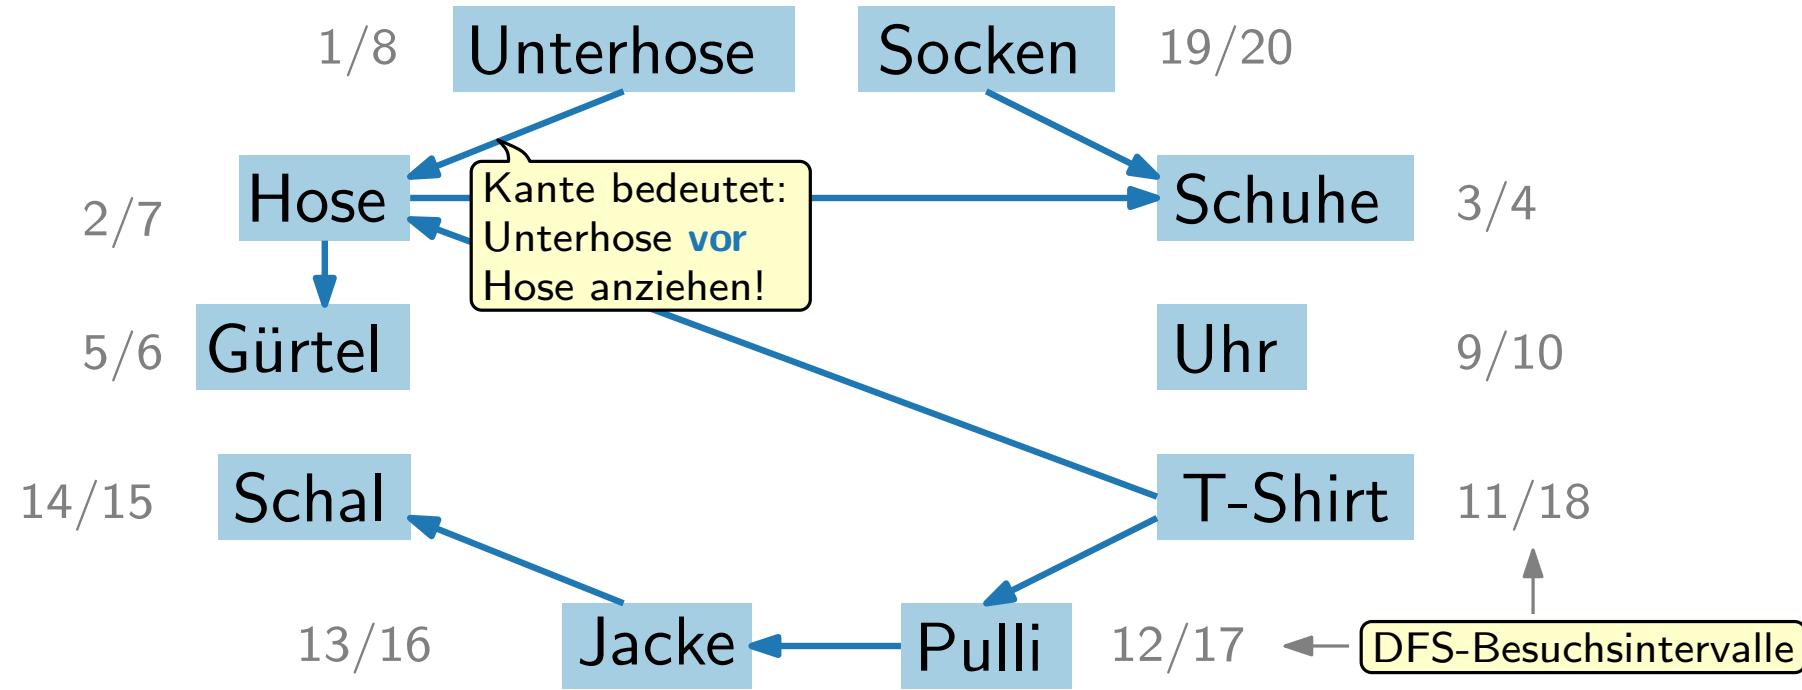 1/8 Unterhose Socken 19/20
Kante bedeutet:
Unterhose vor
Hose anziehen!
2/7 Hose Schuhe 3/4
5/6 Gürtel Uhr 9/10
14/15 Schal T-Shirt 11/18
13/16 Jacke Pulli 12/17 DFS-Besuchsintervalle